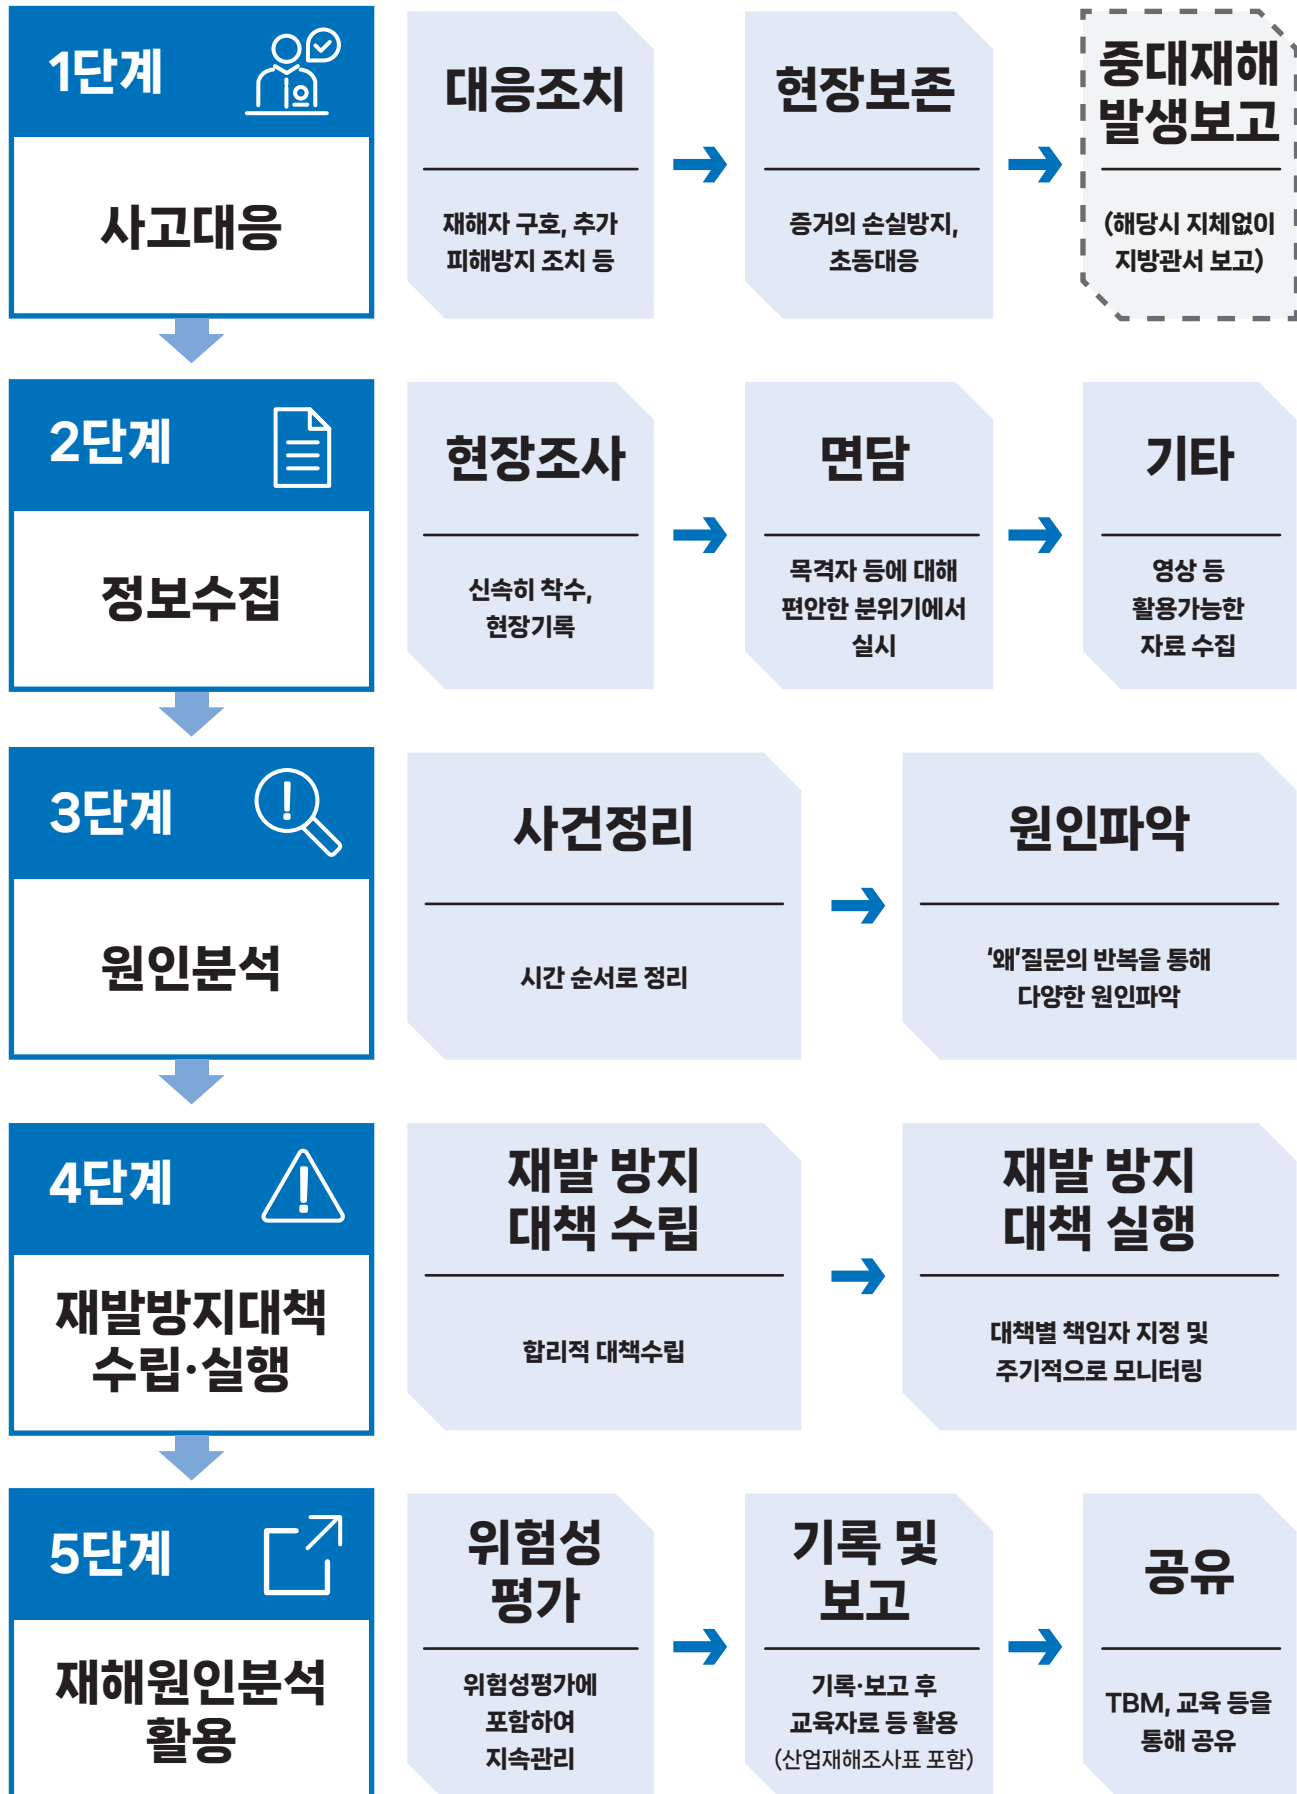 1단계
사고대응
대응조치
재해자 구호, 추가
피해방지 조치 등
현장보존
증거의 손실방지,
초동대응
중대재해
발생보고
(해당시 지체없이
지방관서 보고)
2단계
정보수집
현장조사
신속히 착수,
현장기록
면담
목격자 등에 대해
편안한 분위기에서
실시
기타
영상 등
활용가능한
자료 수집
3단계
원인분석
사건정리
시간 순서로 정리
원인파악
‘왜’질문의 반복을 통해
다양한 원인파악
4단계
재발방지대책
수립·실행
재발 방지
대책 수립
합리적 대책수립
재발 방지
대책 실행
대책별 책임자 지정 및
주기적으로 모니터링
5단계
재해원인분석
활용
위험성
평가
위험성평가에
포함하여
지속관리
기록 및
보고
기록·보고 후
교육자료 등 활용
(산업재해조사표 포함)
공유
TBM, 교육 등을
통해 공유